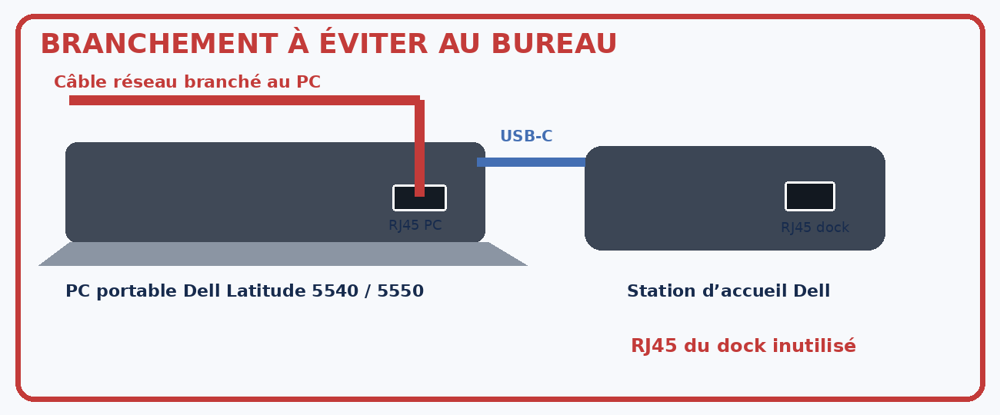 BRANCHEMENT À ÉVITER AU BUREAU
Câble réseau branché au PC
USB-C
RJ45 PC
RJ45 dock
PC portable Dell Latitude 5540 / 5550
Station d’accueil Dell
RJ45 du dock inutilisé